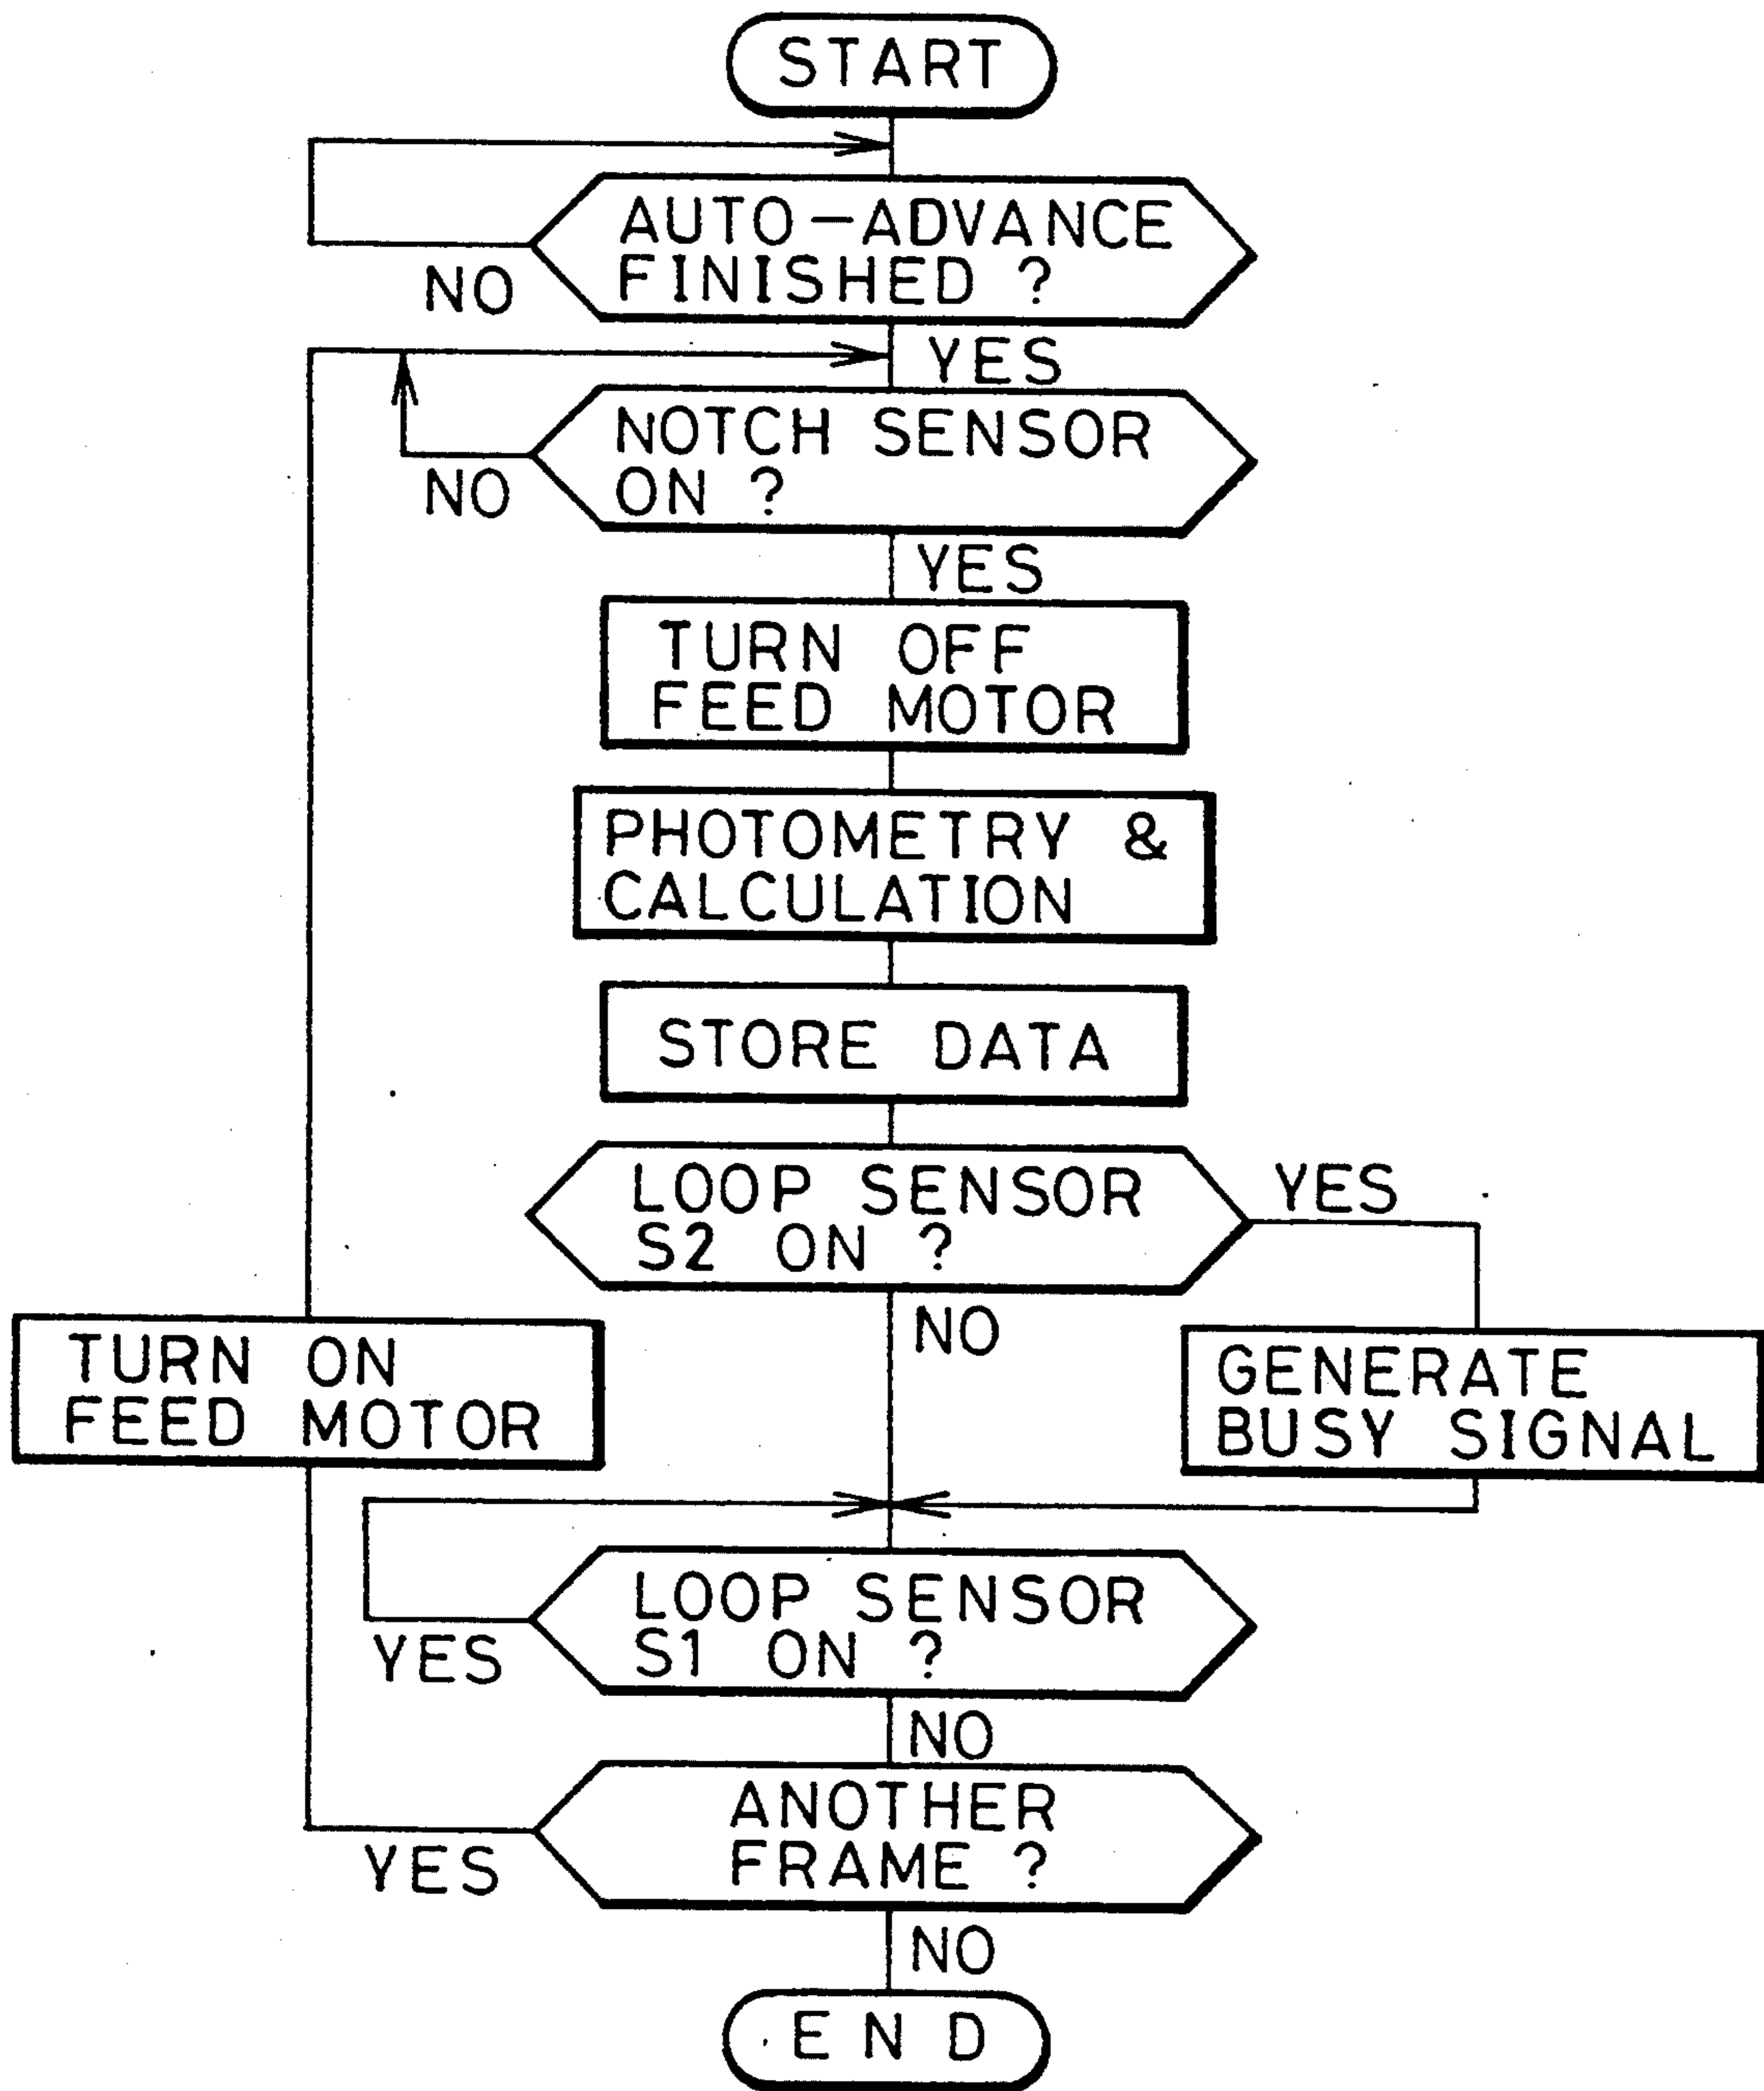 START
AUTO-ADVANCE
FINISHED ?
NO
YES
NOTCH SENSOR
ON ?
NO
YES
TURN OFF
FEED MOTOR
PHOTOMETRY &
CALCULATION
STORE DATA
LOOP SENSOR
S2 ON ?
YES
NO
TURN ON
FEED MOTOR
GENERATE
BUSY SIGNAL
LOOP SENSOR
S1 ON ?
YES
NO
ANOTHER
FRAME ?
YES
NO
END